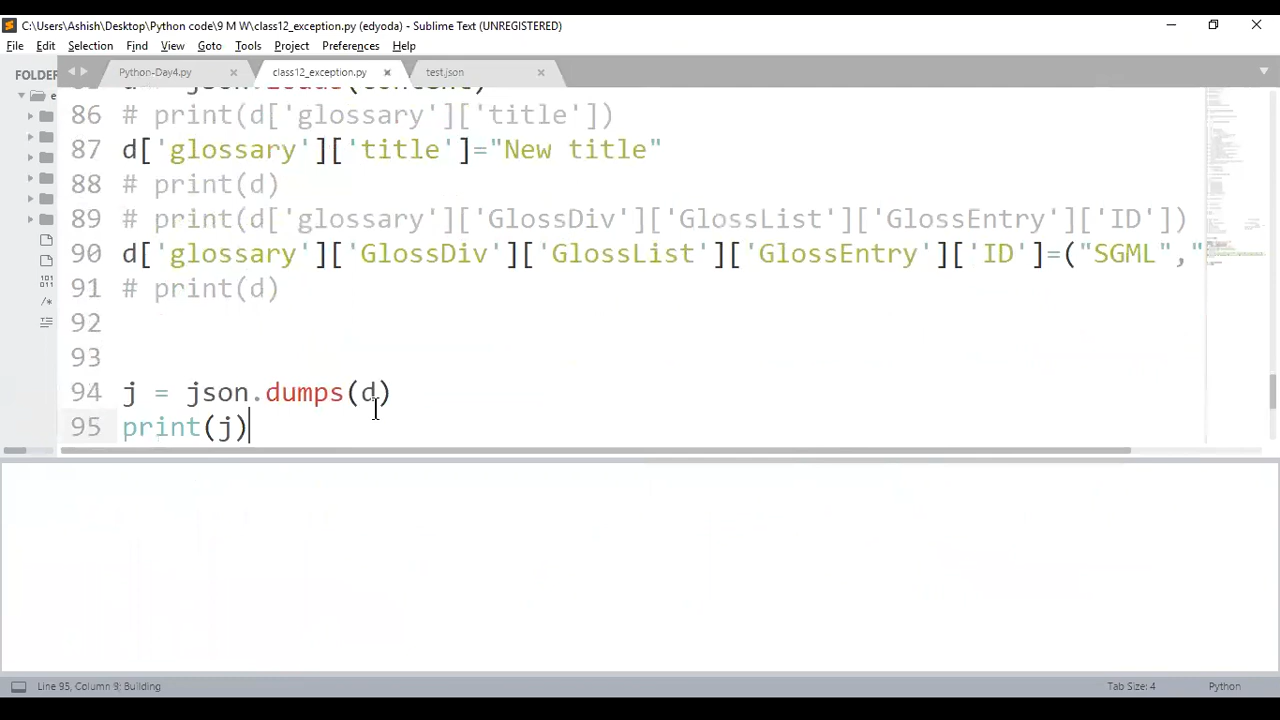 C:\Users\Ashish\Desktop\Python code\9 M W\class12_exception.py (edyoda) - Sublime Text (UNREGISTERED)
File Edit Selection Find View Goto Tools Project Preferences Help
FOLDER Python-Day4.py class12_exception.py test.json
86 # print(d['glossary']['title'])
87 d['glossary']['title']="New title"
88 # print(d)
89 # print(d['glossary']['GlossDiv']['GlossList']['GlossEntry']['ID'])
90 d['glossary']['GlossDiv']['GlossList']['GlossEntry']['ID']=("SGML","
91 # print(d)
92
93
94 j = json.dumps(d)
95 print(j)
Line 95, Column 9; Building Tab Size: 4 Python